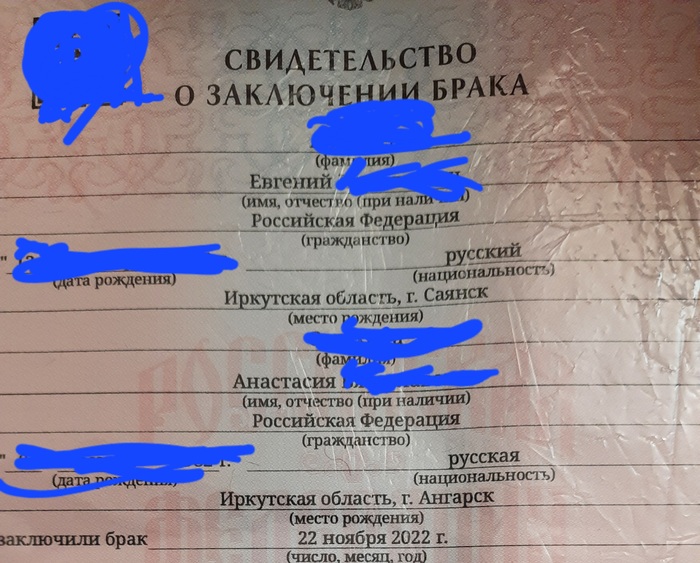 СВИДЕТЕЛЬСТВО
О ЗАКЛЮЧЕНИИ БРАКА
(фамилия)
Евгений
(имя, отчество (при наличии)
Российская Федерация
(гражданство)
" русский
(дата рождения) (национальность)
Иркутская область, г. Саянск
(место рождения)
(фамилия)
Анастасия
(имя, отчество (при наличии)
Российская Федерация
(гражданство)
" г. русская
(дата рождения) (национальность)
Иркутская область, г. Ангарск
(место рождения)
заключили брак 22 ноября 2022 г.
(число, месяц, год)